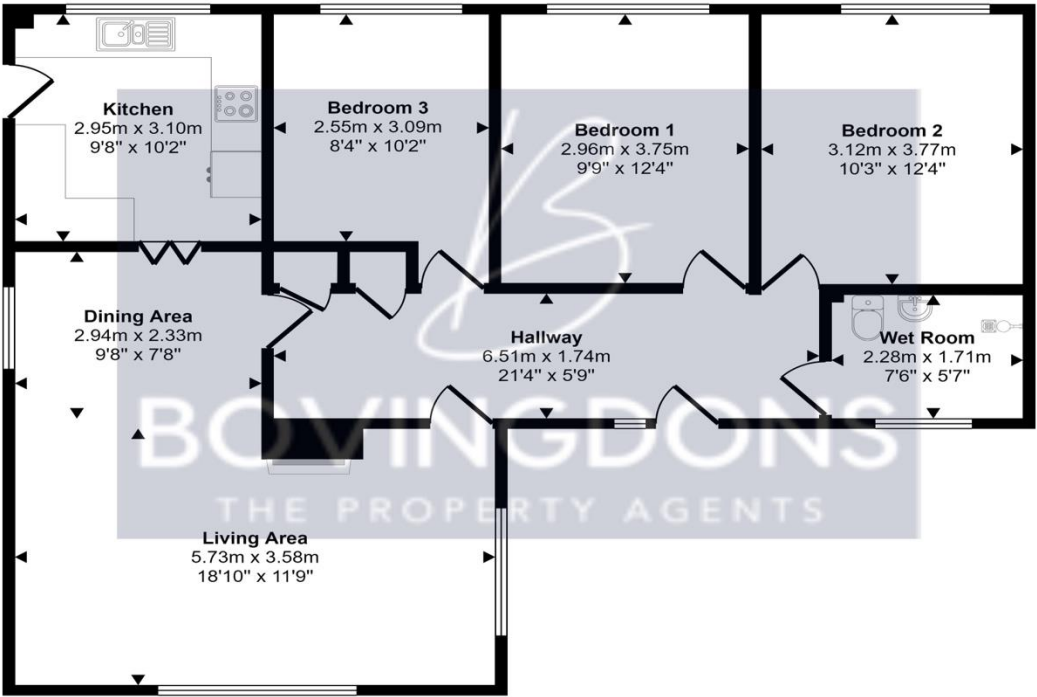 Kitchen
2.95m x 3.10m
9'8" x 10'2"
Bedroom 3
2.55m x 3.09m
8'4" x 10'2"
Bedroom 1
2.96m x 3.75m
9'9" x 12'4"
Bedroom 2
3.12m x 3.77m
10'3" x 12'4"
Dining Area
2.94m x 2.33m
9'8" x 7'8"
Hallway
6.51m x 1.74m
21'4" x 5'9"
Wet Room
2.28m x 1.71m
7'6" x 5'7"
B
BOVINGDONS
THE PROPERTY AGENTS
Living Area
5.73m x 3.58m
18'10" x 11'9"